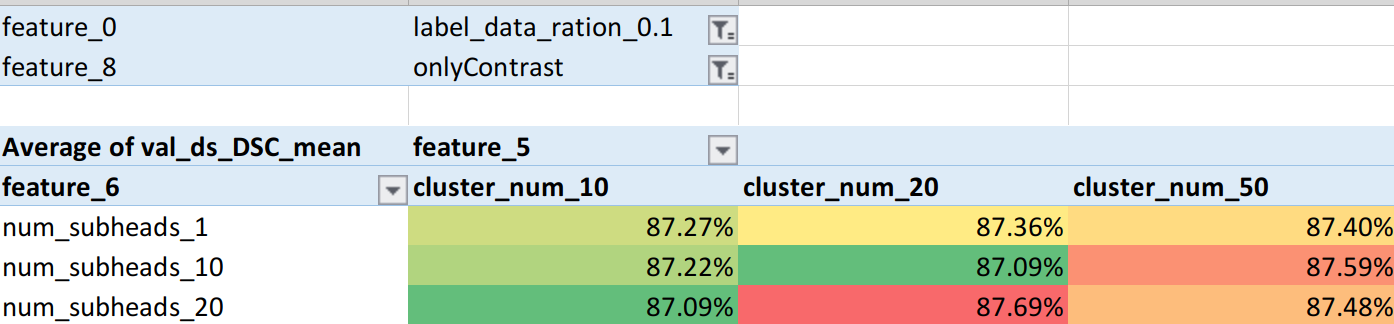 feature_0 label_data_ration_0.1
feature_8 onlyContrast
Average of val_ds_DSC_mean feature_5
feature_6 cluster_num_10 cluster_num_20 cluster_num_50
num_subheads_1 87.27% 87.36% 87.40%
num_subheads_10 87.22% 87.09% 87.59%
num_subheads_20 87.09% 87.69% 87.48%